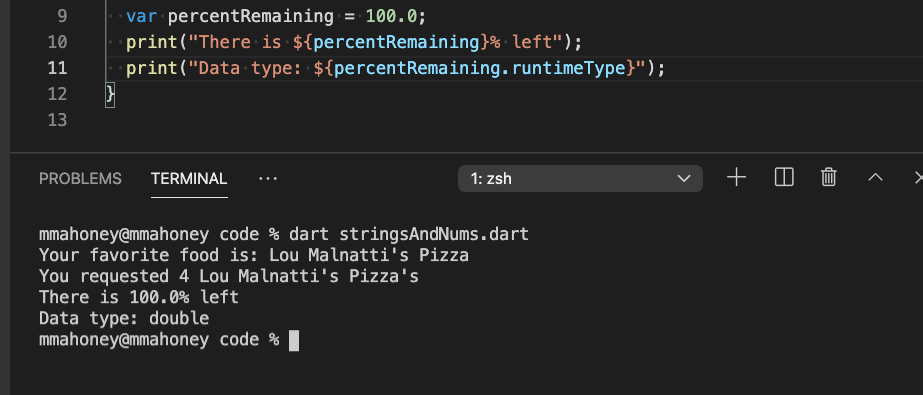 9 var percentRemaining = 100.0;
10 print("There is ${percentRemaining}% left");
11 print("Data type: ${percentRemaining.runtimeType}");
12 }
13
PROBLEMS TERMINAL ··· 1: zsh
mmahoney@mmahoney code % dart stringsAndNums.dart
Your favorite food is: Lou Malnatti's Pizza
You requested 4 Lou Malnatti's Pizza's
There is 100.0% left
Data type: double
mmahoney@mmahoney code %